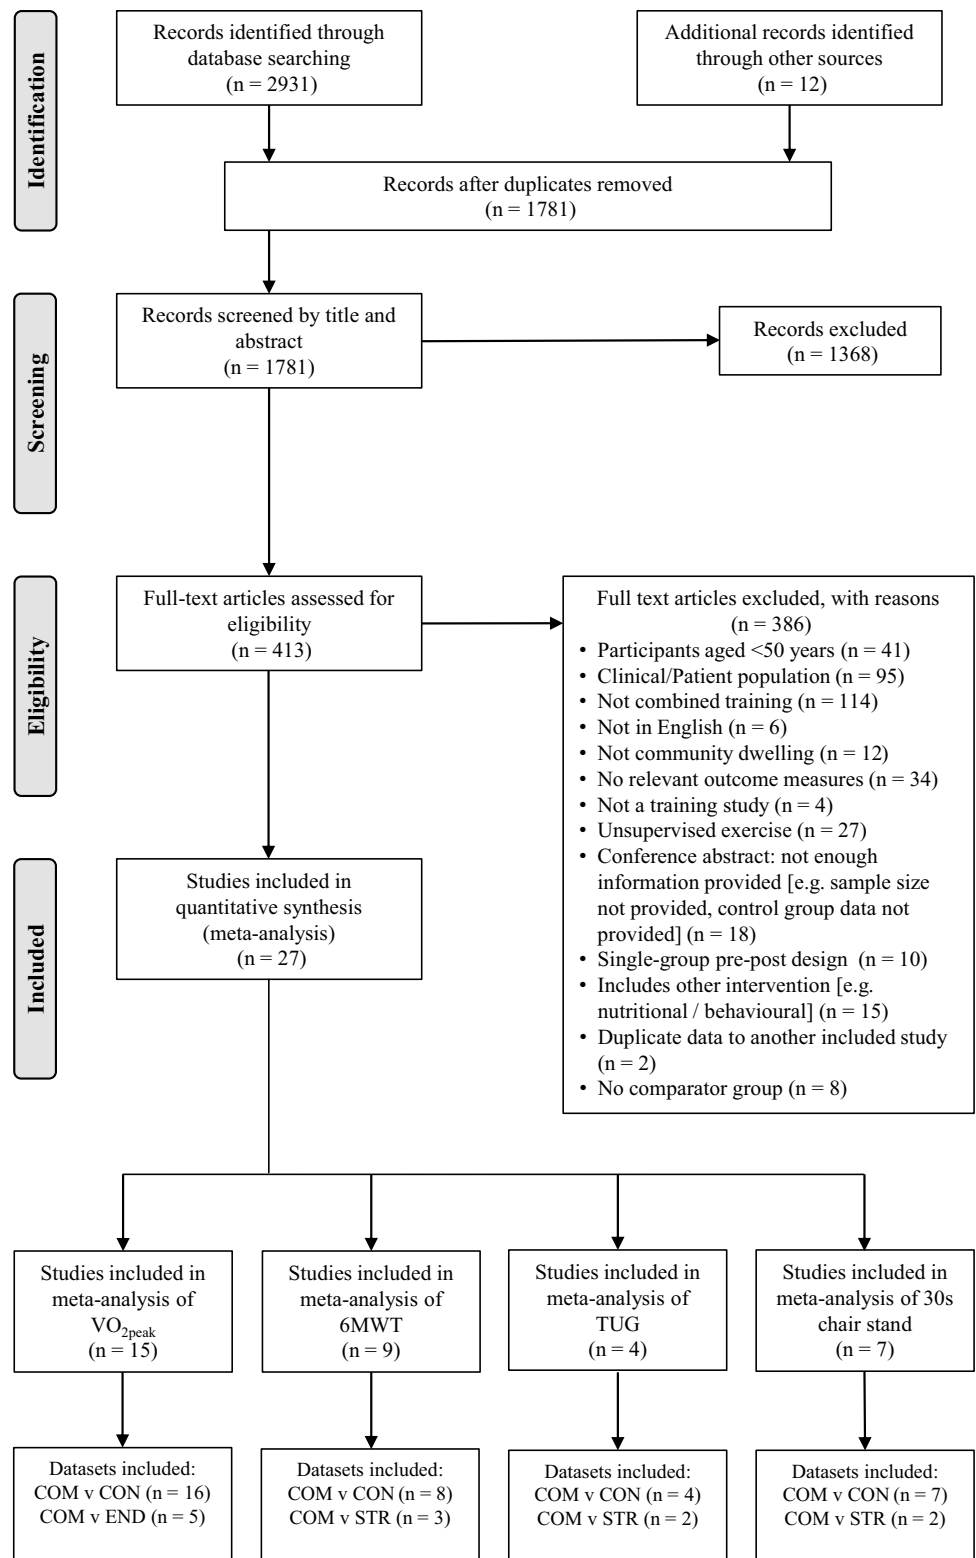 Identification
Records identified through
database searching
(n = 2931)
Additional records identified
through other sources
(n = 12)
Records after duplicates removed
(n = 1781)
Screening
Records screened by title and
abstract
(n = 1781)
Records excluded
(n = 1368)
Eligibility
Full-text articles assessed for
eligibility
(n = 413)
Full text articles excluded, with reasons
(n = 386)
• Participants aged <50 years (n = 41)
• Clinical/Patient population (n = 95)
• Not combined training (n = 114)
• Not in English (n = 6)
• Not community dwelling (n = 12)
• No relevant outcome measures (n = 34)
• Not a training study (n = 4)
• Unsupervised exercise (n = 27)
• Conference abstract: not enough
information provided [e.g. sample size
not provided, control group data not
provided] (n = 18)
• Single-group pre-post design (n = 10)
• Includes other intervention [e.g.
nutritional / behavioural] (n = 15)
• Duplicate data to another included study
(n = 2)
• No comparator group (n = 8)
Included
Studies included in
quantitative synthesis
(meta-analysis)
(n = 27)
Studies included in
meta-analysis of
VO2peak
(n = 15)
Studies included in
meta-analysis of
6MWT
(n = 9)
Studies included in
meta-analysis of
TUG
(n = 4)
Studies included in
meta-analysis of 30s
chair stand
(n = 7)
Datasets included:
COM v CON (n = 16)
COM v END (n = 5)
Datasets included:
COM v CON (n = 8)
COM v STR (n = 3)
Datasets included:
COM v CON (n = 4)
COM v STR (n = 2)
Datasets included:
COM v CON (n = 7)
COM v STR (n = 2)